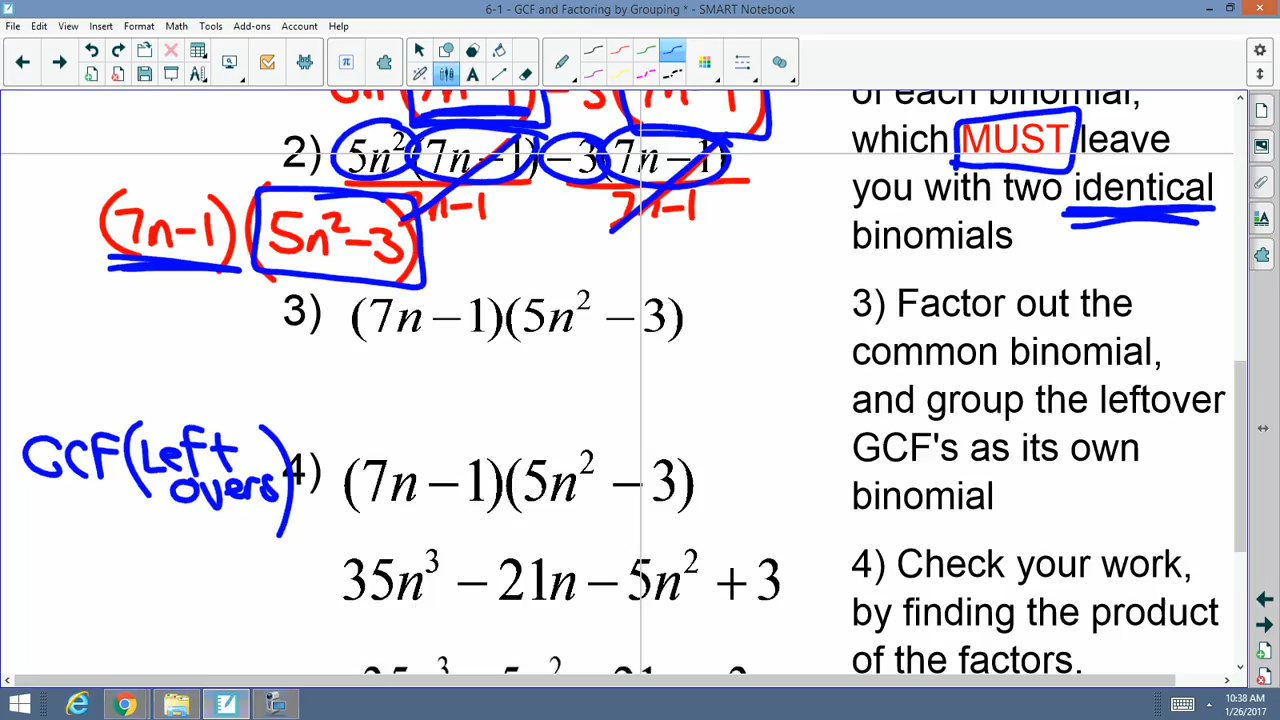 6-1 - GCF and Factoring by Grouping * - SMART Notebook
File Edit View Insert Format Math Tools Add-ons Account Help
of each binomial,
which MUST leave
you with two identical
binomials
2) 5n²(7n − 1) − 3(7n − 1)
7n−1 7n−1
(7n−1)(5n²−3)
3) (7n − 1)(5n² − 3)
3) Factor out the
common binomial,
and group the leftover
GCF's as its own
binomial
GCF(Left
overs)
4) (7n − 1)(5n² − 3)
35n³ − 21n − 5n² + 3
4) Check your work,
by finding the product
of the factors.
10:38 AM
1/26/2017